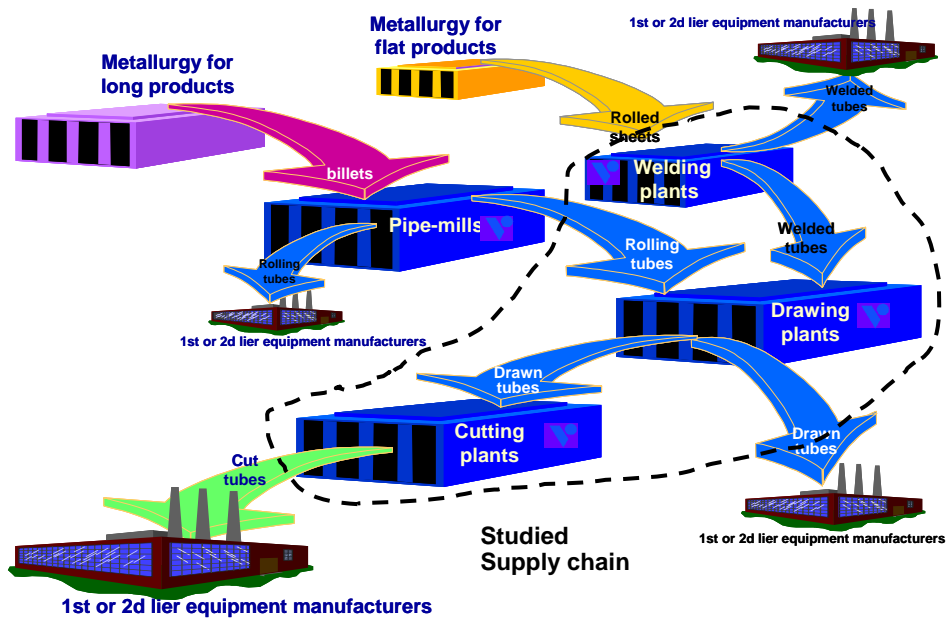 1st or 2d lier equipment manufacturers
Metallurgy for
flat products
Metallurgy for
long products
Welded
tubes
Rolled
sheets
billets
Welding
plants
Pipe-mills
Welded
tubes
Rolling
tubes
Rolling
tubes
Drawing
plants
1st or 2d lier equipment manufacturers
Drawn
tubes
Cutting
plants
Drawn
tubes
Cut
tubes
Studied
Supply chain
1st or 2d lier equipment manufacturers
1st or 2d lier equipment manufacturers